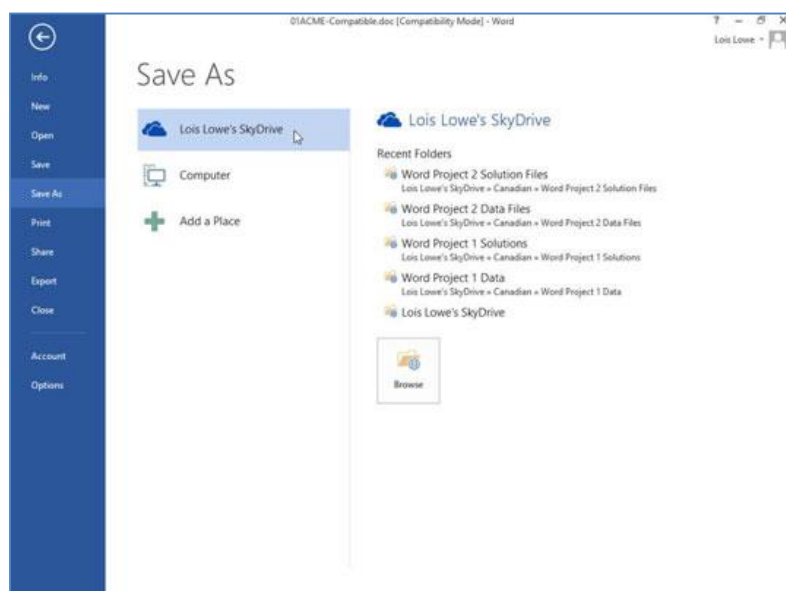 01ACME-Compatible.doc [Compatibility Mode] - Word
?
Lois Lowe
Info
New
Open
Save
Save As
Print
Share
Export
Close
Account
Options
Save As
Lois Lowe's SkyDrive
Computer
Add a Place
Lois Lowe's SkyDrive
Recent Folders
Word Project 2 Solution Files
Lois Lowe's SkyDrive » Canadian » Word Project 2 Solution Files
Word Project 2 Data Files
Lois Lowe's SkyDrive » Canadian » Word Project 2 Data Files
Word Project 1 Solutions
Lois Lowe's SkyDrive » Canadian » Word Project 1 Solutions
Word Project 1 Data
Lois Lowe's SkyDrive » Canadian » Word Project 1 Data
Lois Lowe's SkyDrive
Browse